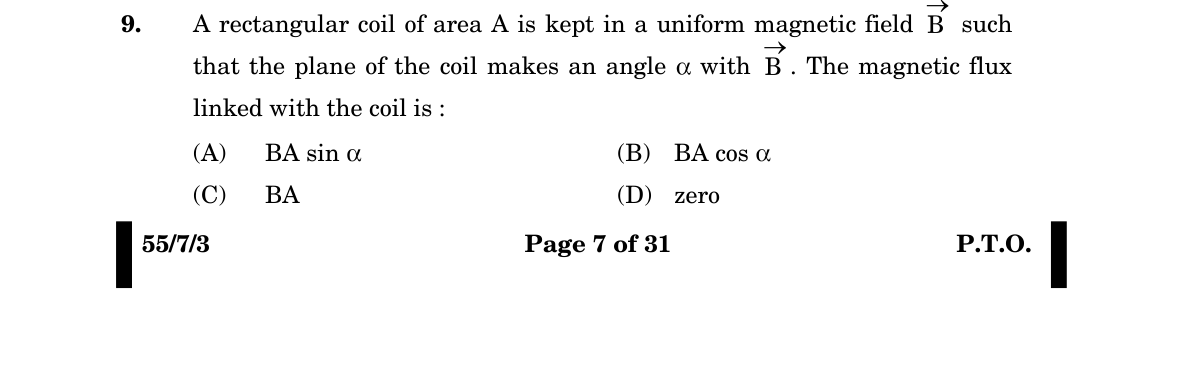 9. A rectangular coil of area A is kept in a uniform magnetic field B⃗ such
that the plane of the coil makes an angle α with B⃗ . The magnetic flux
linked with the coil is :
(A) BA sin α (B) BA cos α
(C) BA (D) zero
55/7/3 Page 7 of 31 P.T.O.